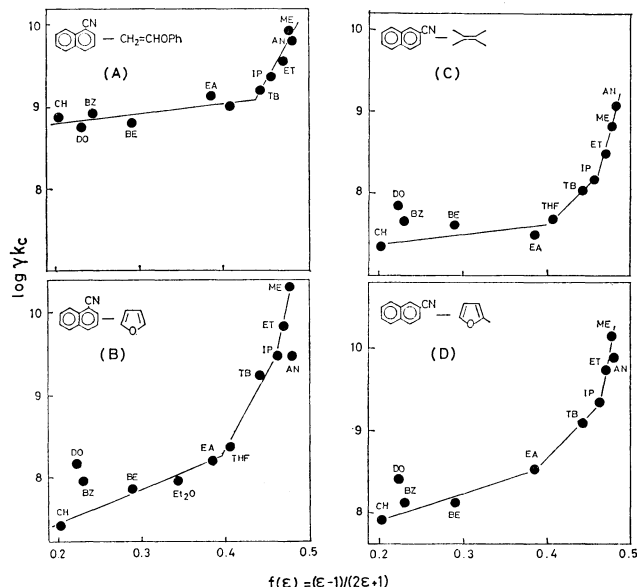 10
9
8
CN
CH₂=CHOPh
(A)
CH
DO
BZ
BE
EA
TB
IP
ET
AN
ME
10
9
8
CN
(C)
CH
DO
BZ
BE
EA
THF
TB
IP
ET
ME
AN
log γkc
10
9
8
CN
O
(B)
CH
DO
BZ
BE
Et₂O
EA
THF
TB
IP
AN
ET
ME
0.2 0.3 0.4 0.5
10
9
8
CN
O
(D)
CH
DO
BZ
BE
EA
TB
IP
ET
AN
ME
0.2 0.3 0.4 0.5
f(ε) =(ε-1)/(2ε+1)